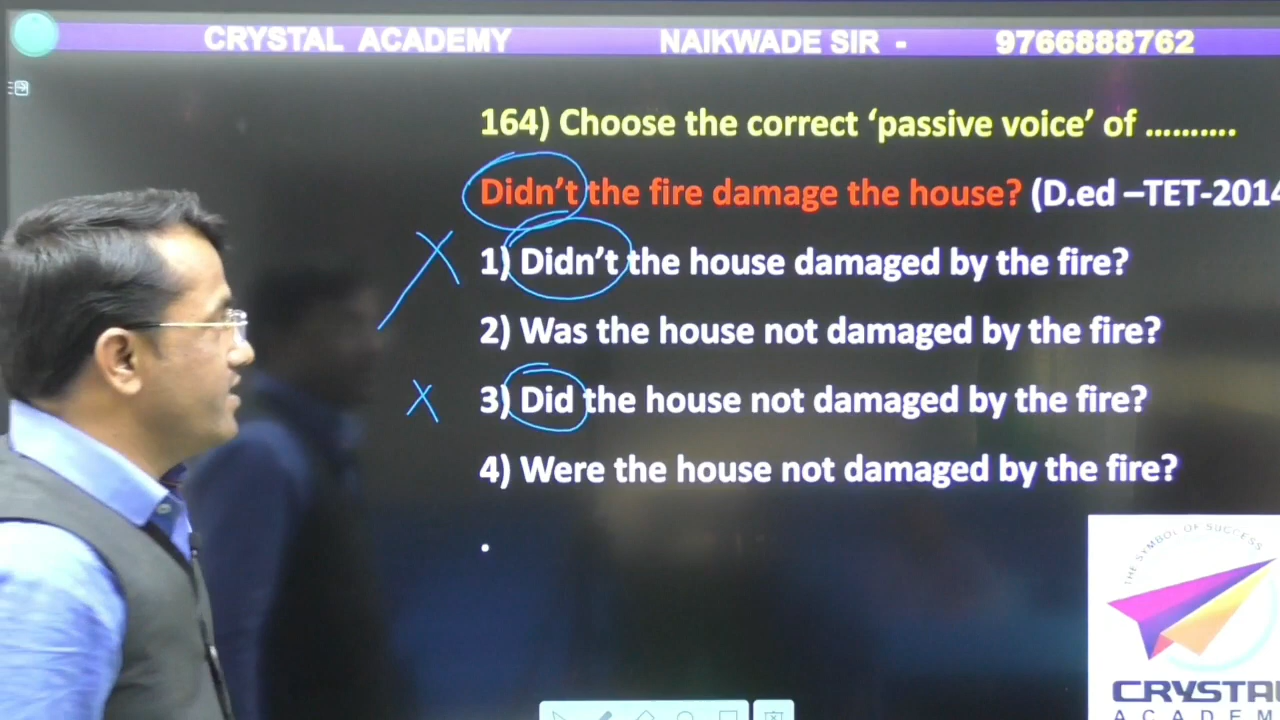 CRYSTAL ACADEMY NAIKWADE SIR - 9766888762
164) Choose the correct ‘passive voice’ of ..........
Didn’t the fire damage the house? (D.ed –TET-2014
1) Didn’t the house damaged by the fire?
2) Was the house not damaged by the fire?
3) Did the house not damaged by the fire?
4) Were the house not damaged by the fire?
THE SYMBOL OF SUCCESS
CRYSTAL
ACADEM